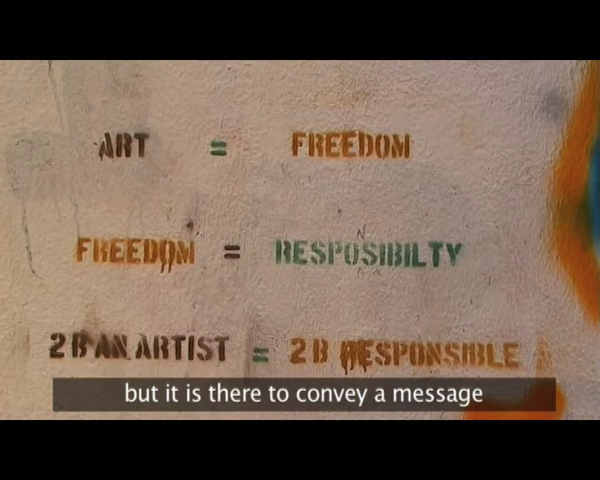 ART = FREEDOM
FREEDOM = RESPOSIBILTY
N
2 B AN ARTIST = 2 B RESPONSIBLE
but it is there to convey a message